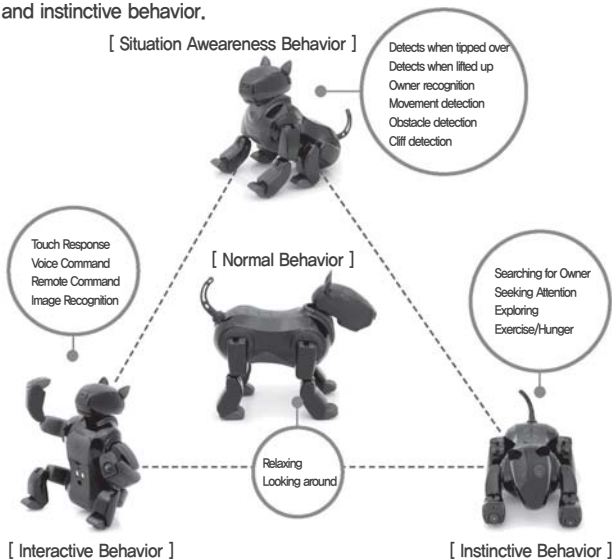 and instinctive behavior.
[ Situation Aweareness Behavior ]
Detects when tipped over
Detects when lifted up
Owner recognition
Movement detection
Obstacle detection
Cliff detection
Touch Response
Voice Command
Remote Command
Image Recognition
[ Normal Behavior ]
Searching for Owner
Seeking Attention
Exploring
Exercise/Hunger
Relaxing
Looking around
[ Interactive Behavior ]
[ Instinctive Behavior ]